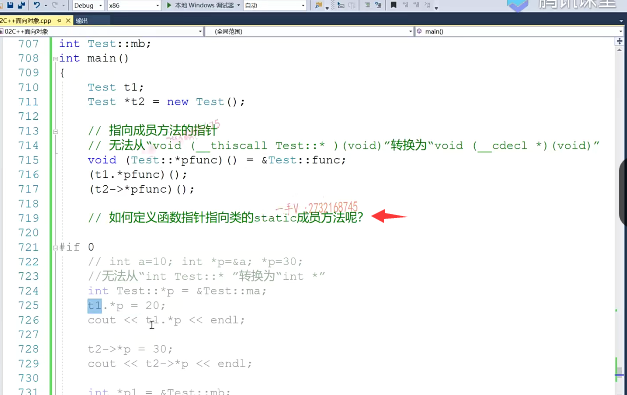 腾讯课堂
Debug x86 本地 Windows 调试器 自动
02C++面向对象.cpp 输出
02C++面向对象 (全局范围) main()
707 int Test::mb;
708 int main()
709 {
710 Test t1;
711 Test *t2 = new Test();
712
713 // 指向成员方法的指针
714 // 无法从“void (__thiscall Test::* )(void)”转换为“void (__cdecl *)(void)”
715 void (Test::*pfunc)() = &Test::func;
716 (t1.*pfunc)();
717 (t2->*pfunc)();
718
719 // 如何定义函数指针指向类的static成员方法呢?
720
721 #if 0
722 // int a=10; int *p=&a; *p=30;
723 //无法从“int Test::* ”转换为“int *”
724 int Test::*p = &Test::ma;
725 t1.*p = 20;
726 cout << t1.*p << endl;
727
728 t2->*p = 30;
729 cout << t2->*p << endl;
730
731 int *p1 = &Test::mb;